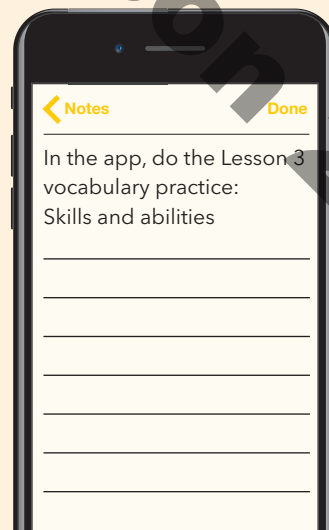 Notes
Done
In the app, do the Lesson 3
vocabulary practice:
Skills and abilities